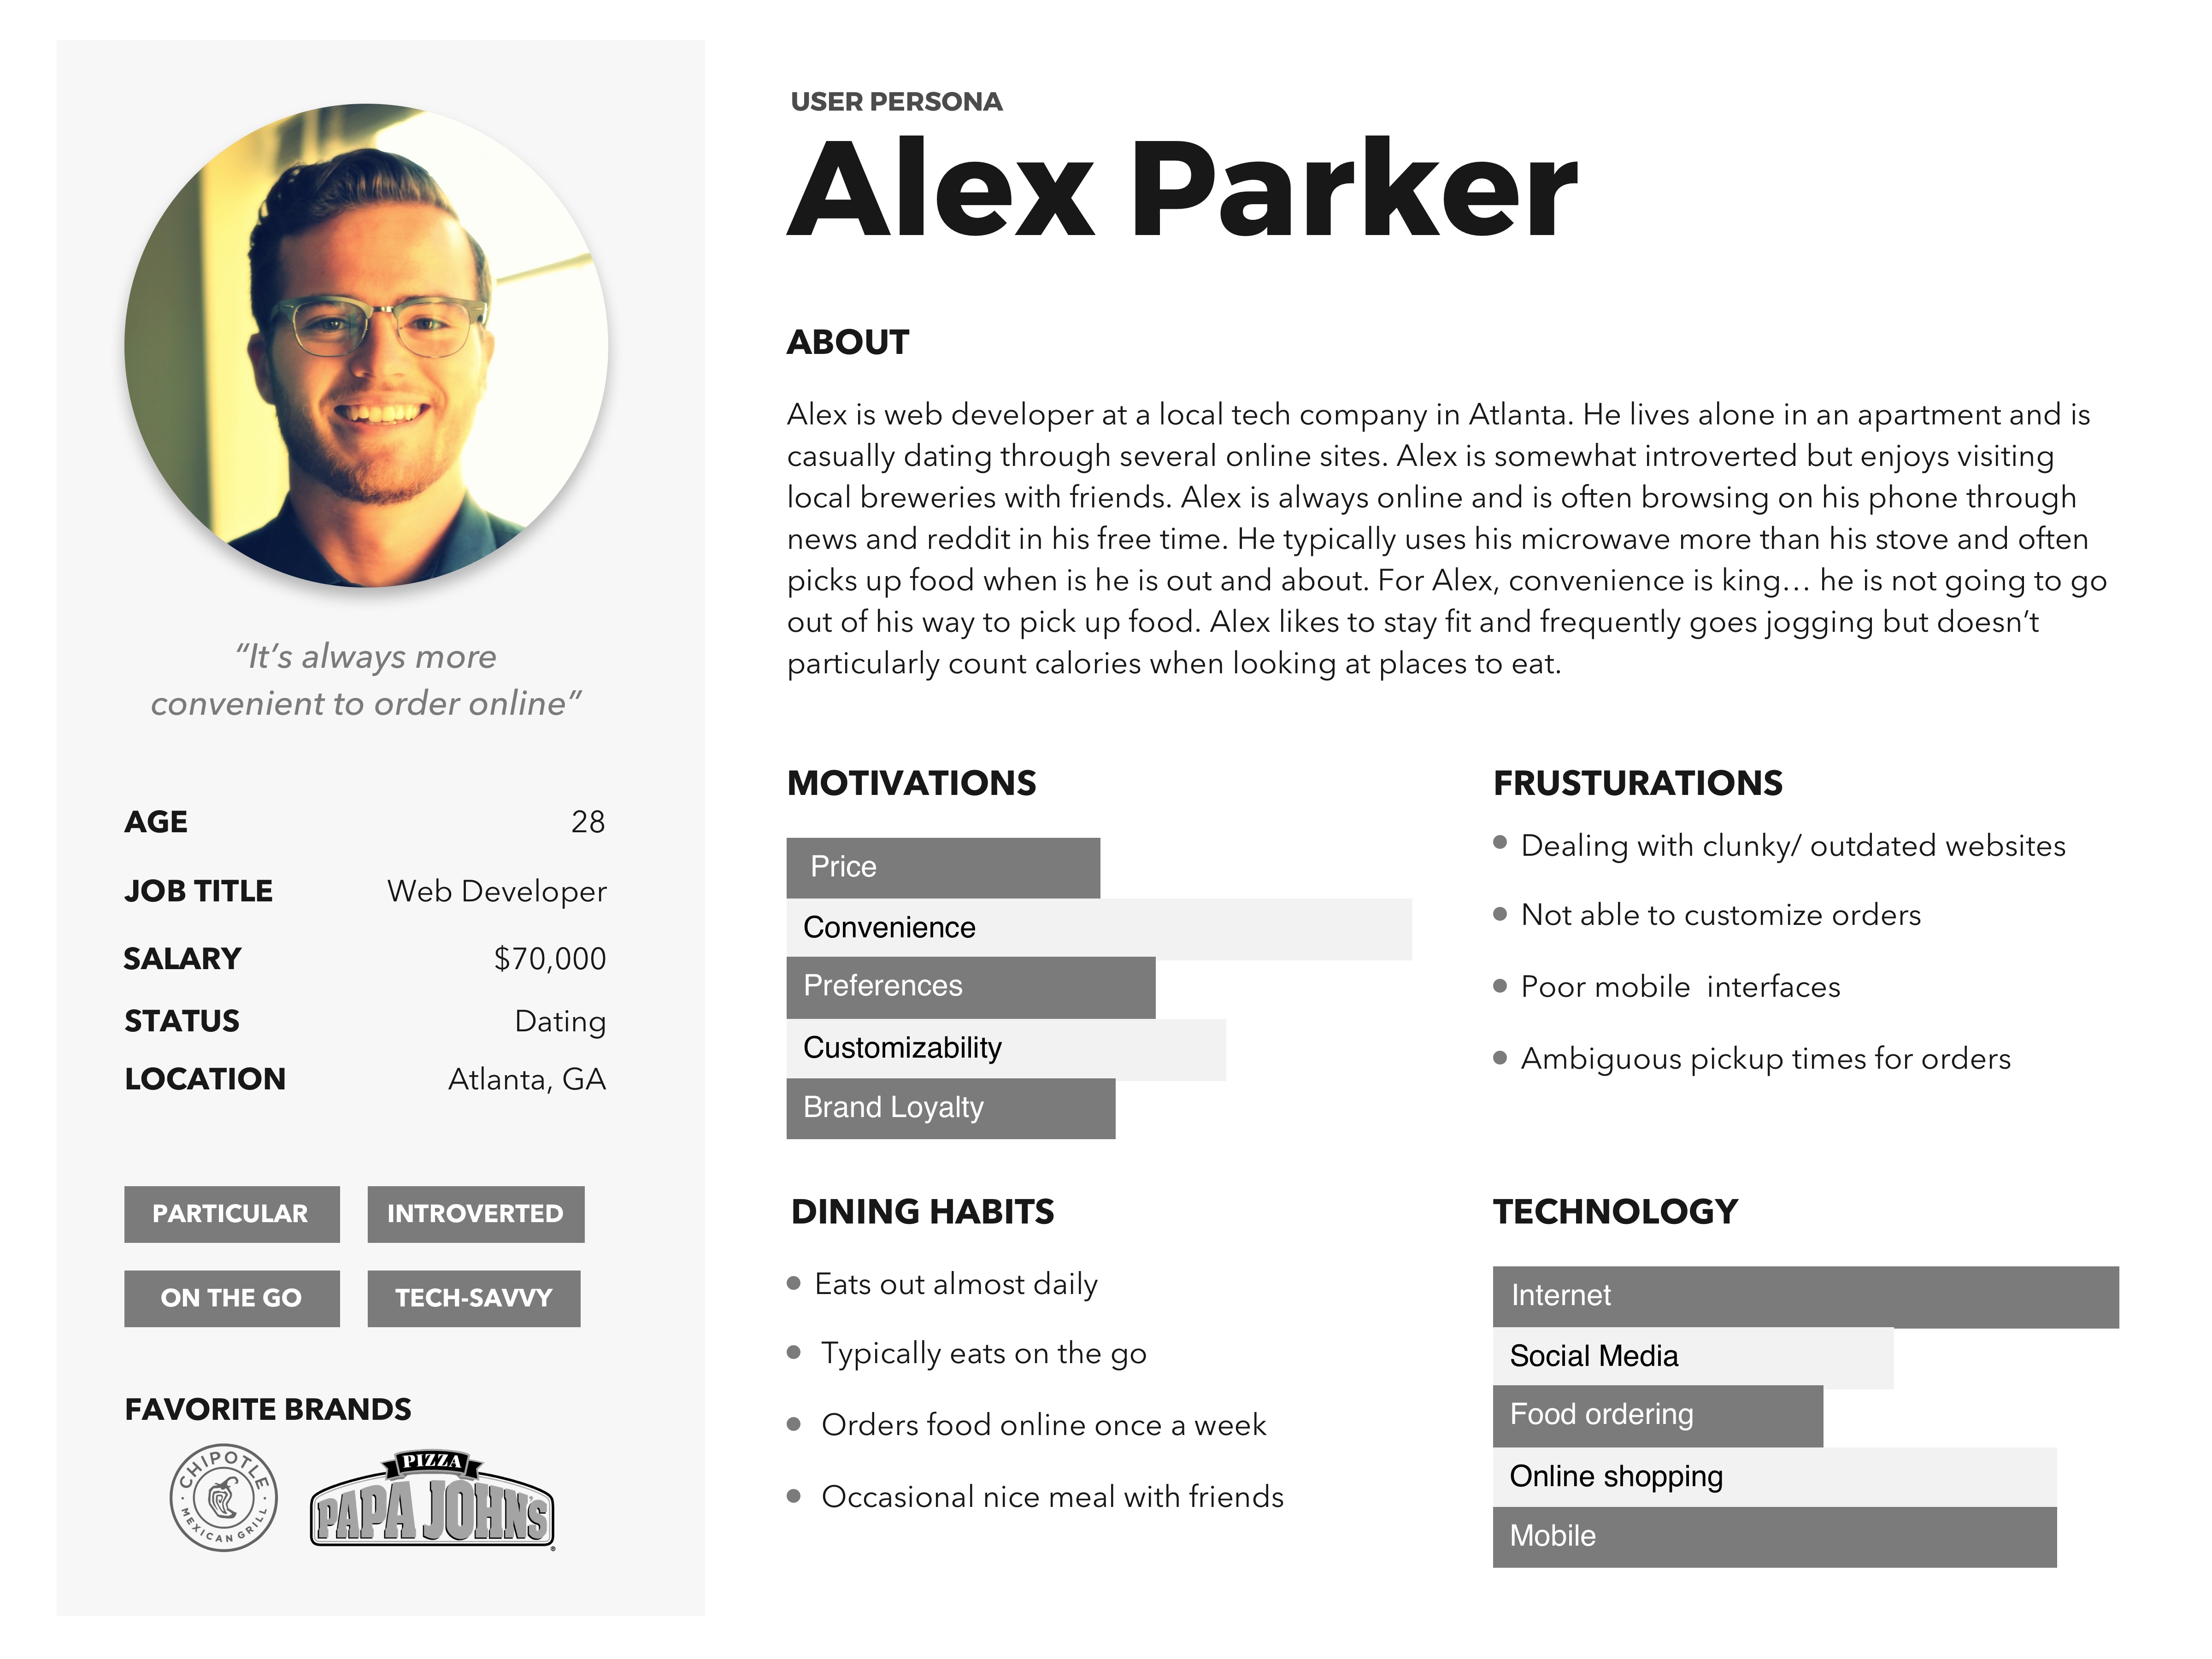 USER PERSONA
Alex Parker
ABOUT
Alex is web developer at a local tech company in Atlanta. He lives alone in an apartment and is
casually dating through several online sites. Alex is somewhat introverted but enjoys visiting
local breweries with friends. Alex is always online and is often browsing on his phone through
news and reddit in his free time. He typically uses his microwave more than his stove and often
picks up food when is he is out and about. For Alex, convenience is king... he is not going to go
out of his way to pick up food. Alex likes to stay fit and frequently goes jogging but doesn’t
particularly count calories when looking at places to eat.
“It’s always more
convenient to order online”
AGE 28
JOB TITLE Web Developer
SALARY $70,000
STATUS Dating
LOCATION Atlanta, GA
PARTICULAR INTROVERTED
ON THE GO TECH-SAVVY
FAVORITE BRANDS
CHIPOTLE
MEXICAN GRILL
PIZZA
PAPA JOHN'S
®
MOTIVATIONS
Price
Convenience
Preferences
Customizability
Brand Loyalty
FRUSTURATIONS
Dealing with clunky/ outdated websites
Not able to customize orders
Poor mobile  interfaces
Ambiguous pickup times for orders
DINING HABITS
Eats out almost daily
Typically eats on the go
Orders food online once a week
Occasional nice meal with friends
TECHNOLOGY
Internet
Social Media
Food ordering
Online shopping
Mobile